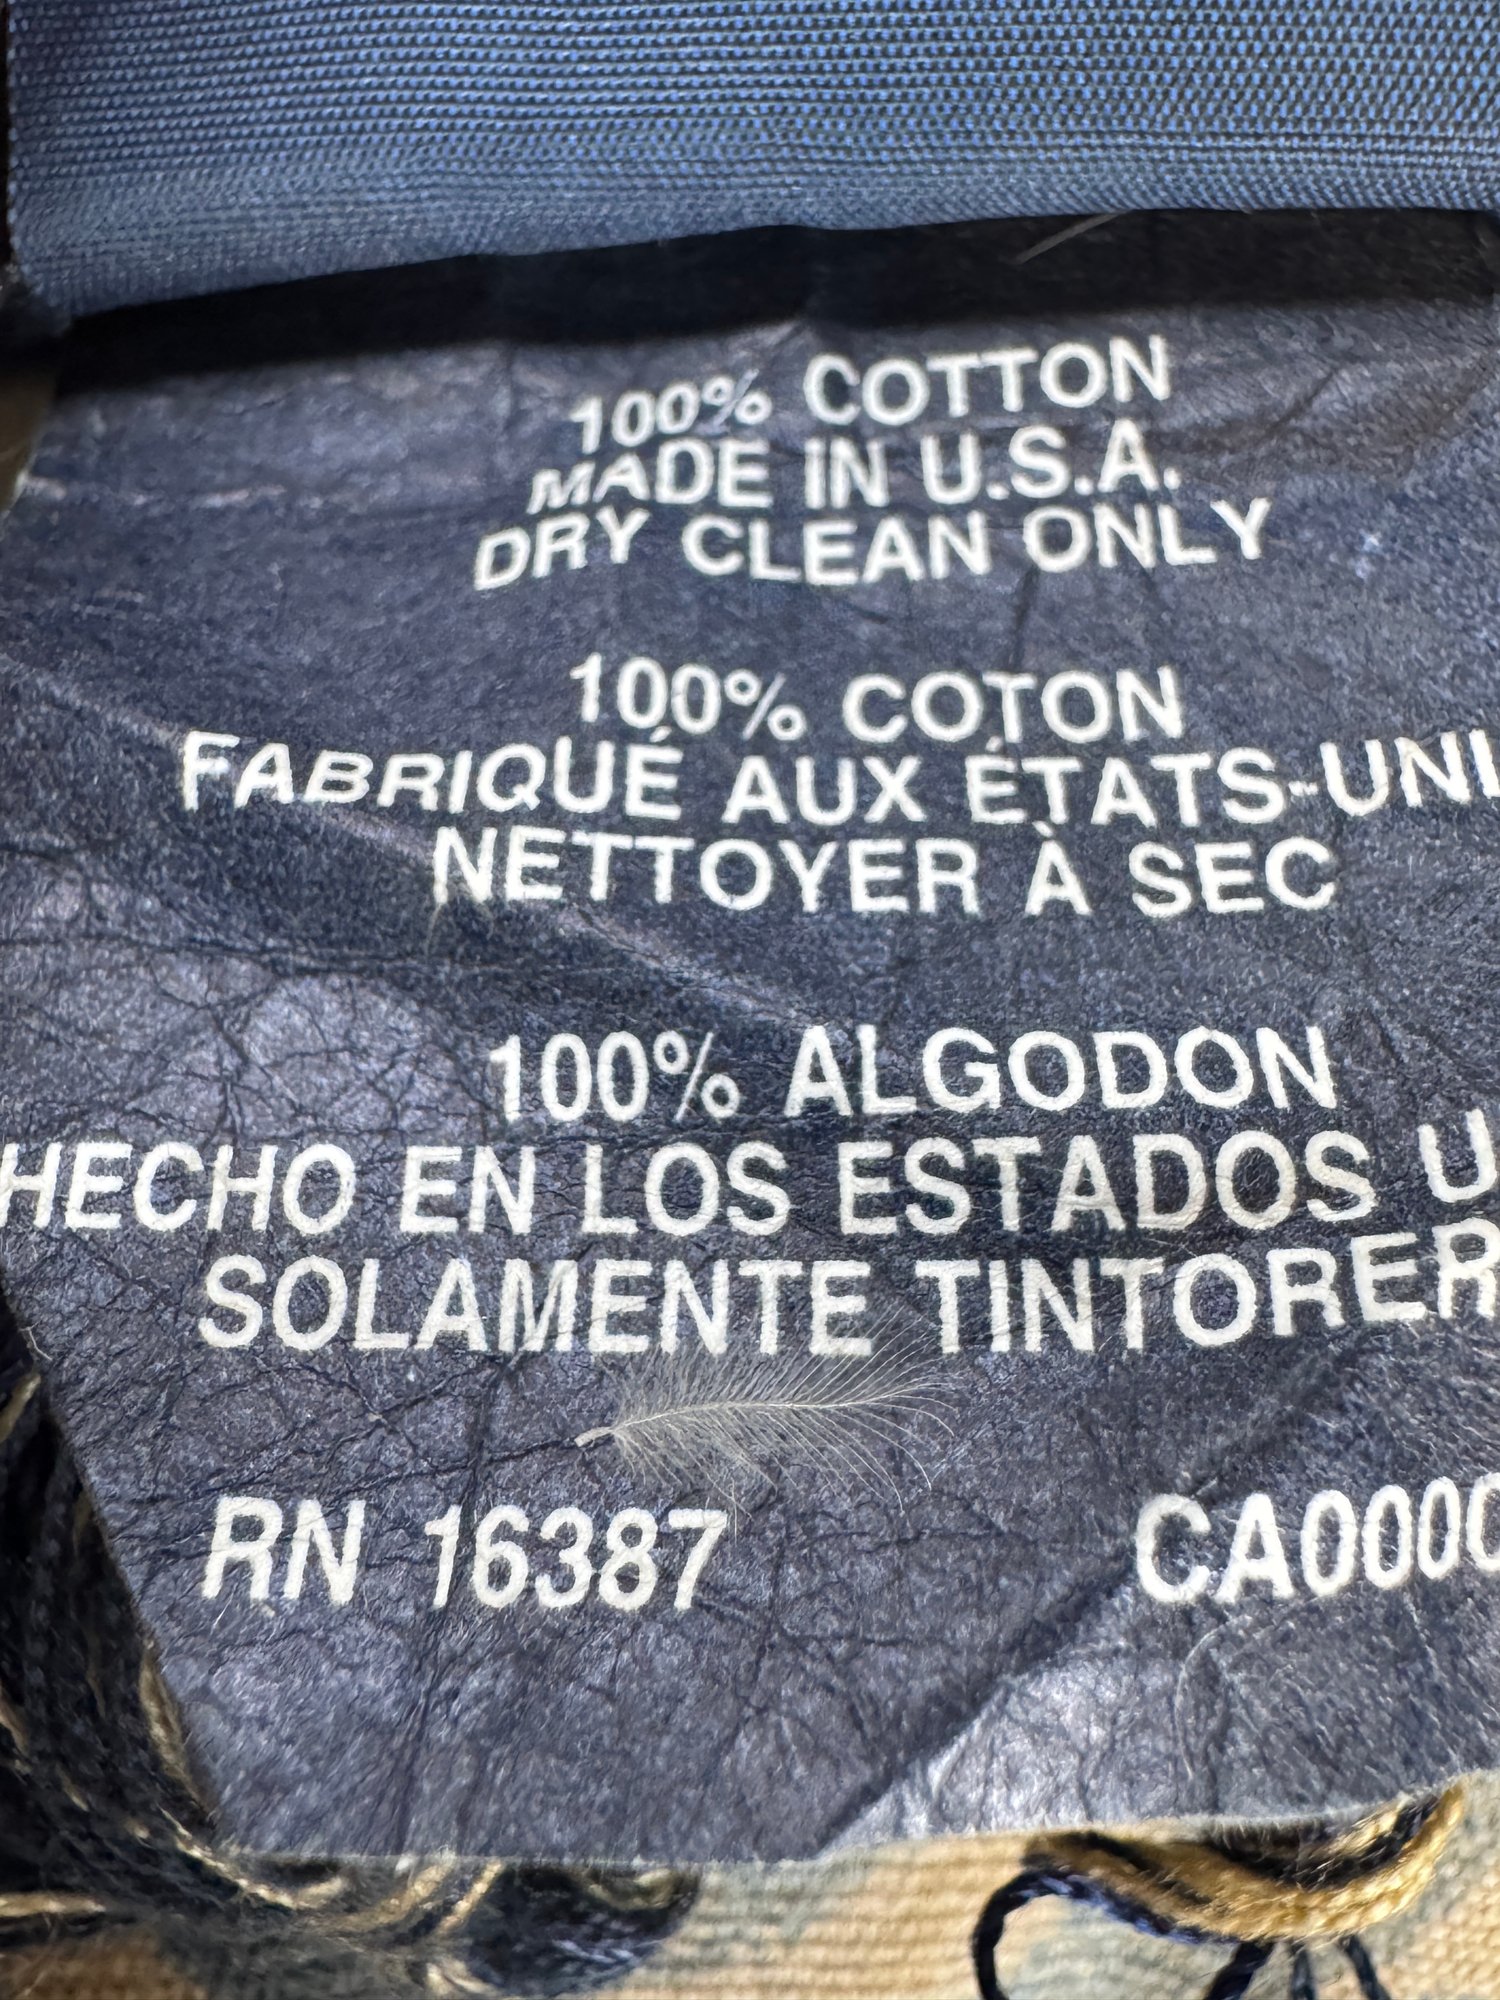 100% COTTON
MADE IN U.S.A.
DRY CLEAN ONLY
100% COTON
FABRIQUÉ AUX ÉTATS-UNI
NETTOYER À SEC
100% ALGODON
HECHO EN LOS ESTADOS U
SOLAMENTE TINTORER
RN 16387 CA000